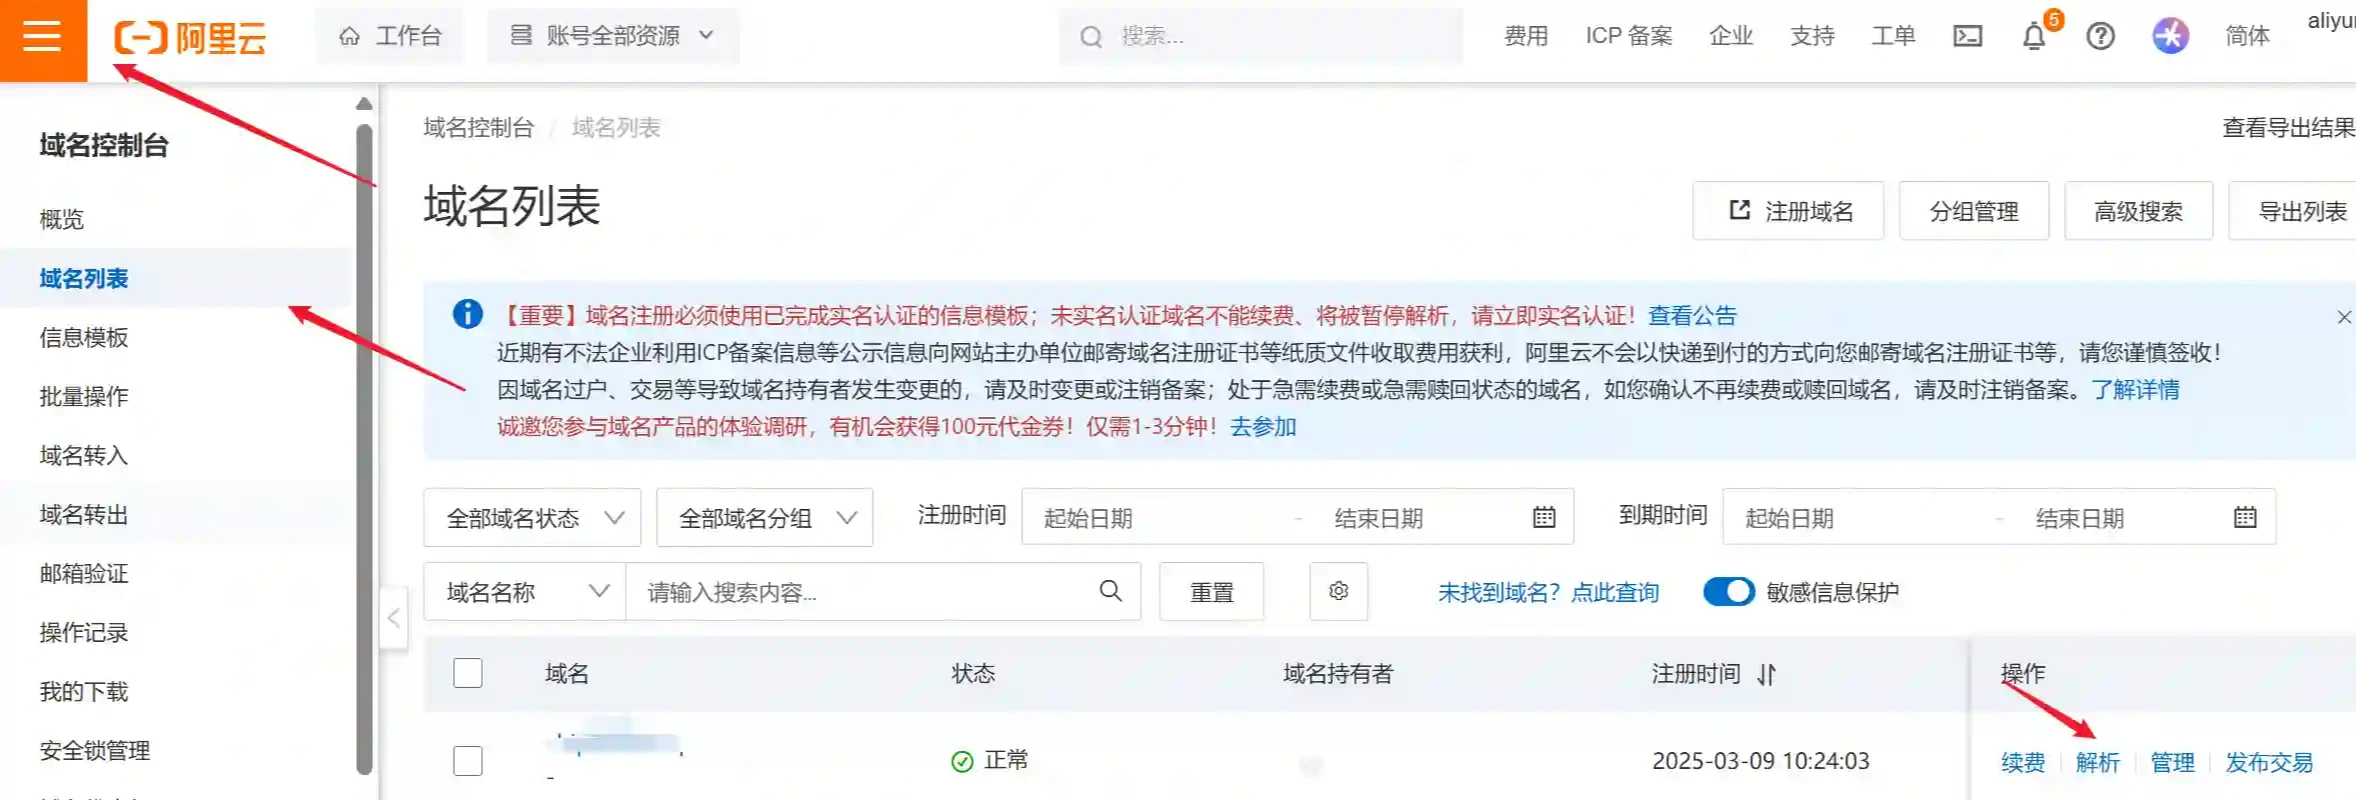 阿里云
工作台
账号全部资源
搜索...
费用
ICP 备案
企业
支持
工单
5
简体
域名控制台
概览
域名列表
信息模板
批量操作
域名转入
域名转出
邮箱验证
操作记录
我的下载
安全锁管理
域名控制台 / 域名列表
查看导出结果
域名列表
注册域名
分组管理
高级搜索
导出列表
【重要】域名注册必须使用已完成实名认证的信息模板；未实名认证域名不能续费、将被暂停解析，请立即实名认证！查看公告
近期有不法企业利用ICP备案信息等公示信息向网站主办单位邮寄域名注册证书等纸质文件收取费用获利，阿里云不会以快递到付的方式向您邮寄域名注册证书等，请您谨慎签收！
因域名过户、交易等导致域名持有者发生变更的，请及时变更或注销备案；处于急需续费或急需赎回状态的域名，如您确认不再续费或赎回域名，请及时注销备案。了解详情
诚邀您参与域名产品的体验调研，有机会获得100元代金券！仅需1-3分钟！去参加
全部域名状态
全部域名分组
注册时间
起始日期 - 结束日期
到期时间
起始日期 - 结束日期
域名名称
请输入搜索内容...
重置
未找到域名？点此查询
敏感信息保护
域名
状态
域名持有者
注册时间
操作
-
正常
2025-03-09 10:24:03
续费
解析
管理
发布交易